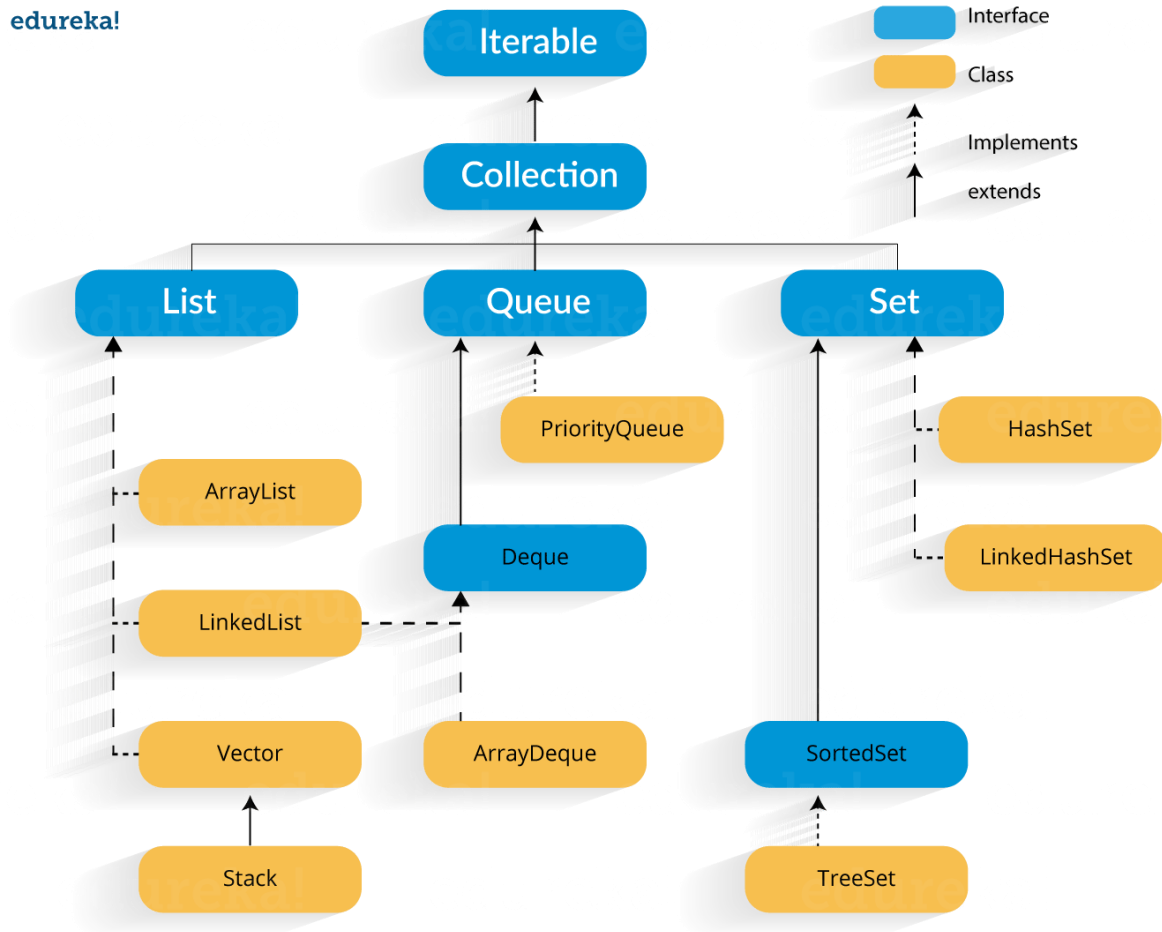 edureka!
Iterable
Interface
Class
Implements
extends
Collection
List
Queue
Set
PriorityQueue
HashSet
ArrayList
Deque
LinkedHashSet
LinkedList
Vector
ArrayDeque
SortedSet
Stack
TreeSet